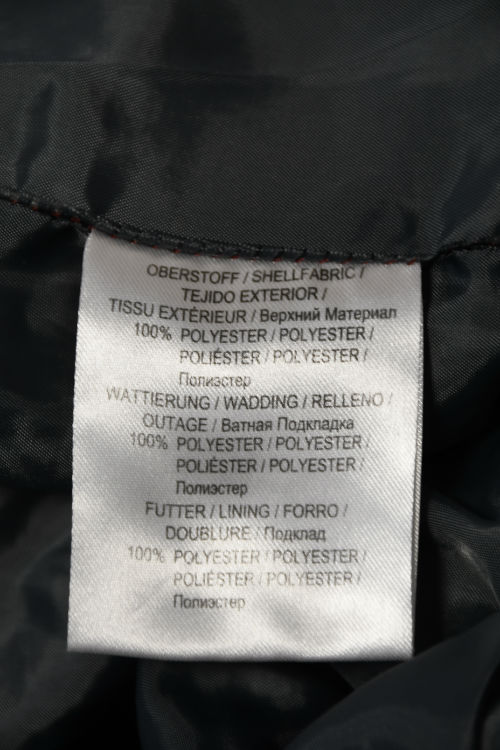 OBERSTOFF / SHELLFABRIC /
TEJIDO EXTERIOR /
TISSU EXTÉRIEUR / Верхний Материал
100% POLYESTER / POLYESTER /
POLIÉSTER / POLYESTER /
Полиэстер
WATTIERUNG / WADDING / RELLENO /
OUTAGE / Ватная Подкладка
100% POLYESTER / POLYESTER /
POLIÉSTER / POLYESTER /
Полиэстер
FUTTER / LINING / FORRO /
DOUBLURE / Подклад
100% POLYESTER / POLYESTER /
POLIÉSTER / POLYESTER /
Полиэстер